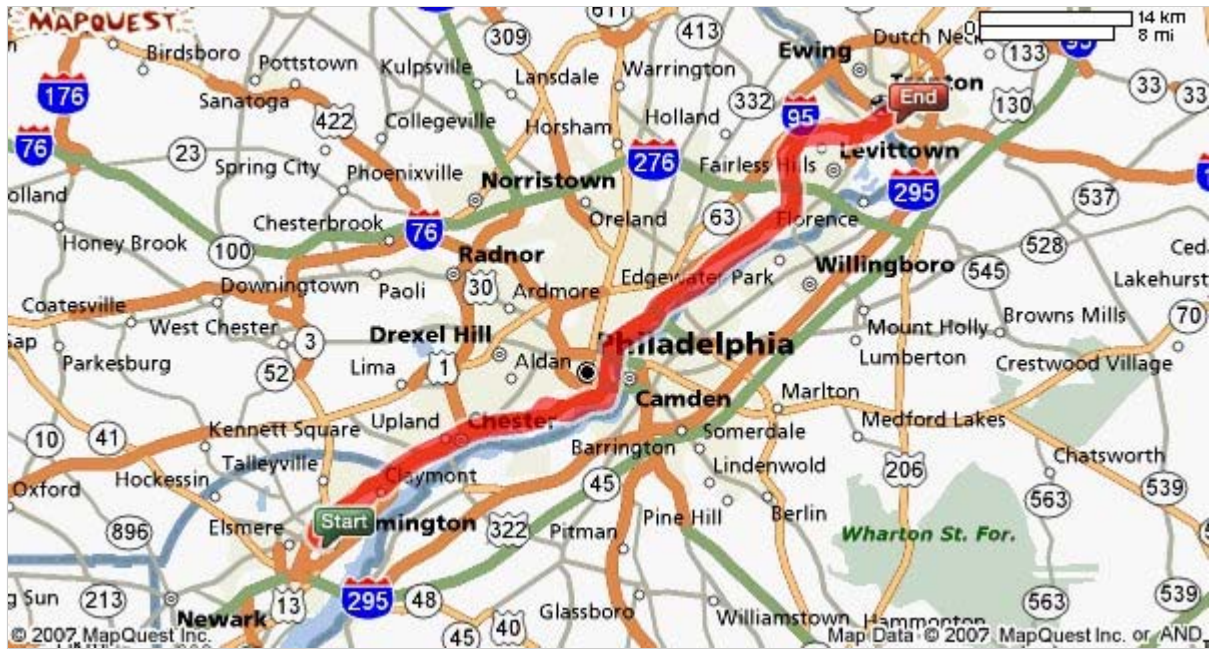 MAPQUEST
Birdsboro
309
611
413
Ewing
Dutch Neck
0
14 km
8 mi
133
95
Pottstown
Kulpsville
Lansdale
Warrington
33
33
176
Sanatoga
422
Collegeville
Horsham
332
Holland
95
End
130
76
23
Spring City
Phoenixville
276
Fairless Hills
Levittown
Norristown
295
537
Chesterbrook
76
Oreland
63
Florence
Honey Brook
100
Radnor
528
Downingtown
Paoli
30
Ardmore
Edgewater Park
Willingboro
545
Lakehurst
Coatesville
West Chester
3
Drexel Hill
Philadelphia
Mount Holly
Browns Mills
70
Parkesburg
52
Lima
1
Aldan
Lumberton
Crestwood Village
Camden
Marlton
Upland
Chester
Medford Lakes
10
41
Kennett Square
Barrington
Somerdale
Talleyville
Claymont
Lindenwold
206
Chatsworth
Oxford
Hockessin
45
563
539
896
Elsmere
Start
mington
322
Pitman
Pine Hill
Berlin
Wharton St. For.
213
13
295
48
Glassboro
563
539
Newark
45
40
Williamstown
Hammonton
© 2007 MapQuest Inc.
Map Data © 2007 MapQuest Inc. or AND